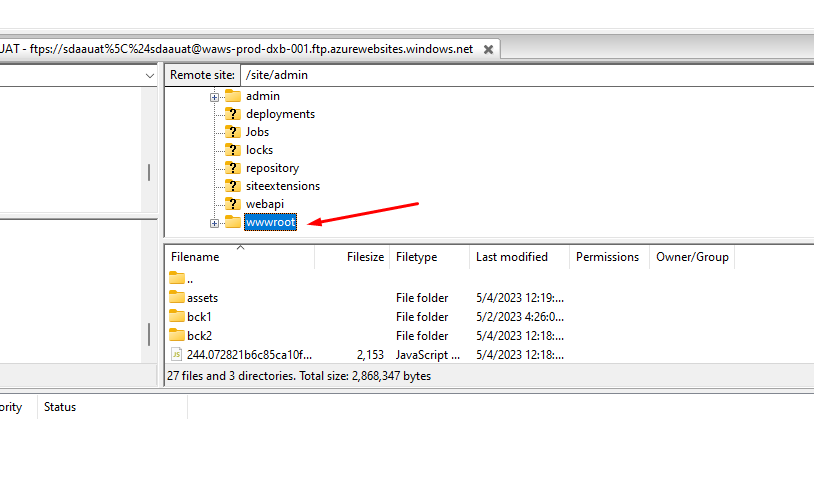 UAT - ftps://sdaauat%5C%24sdaauat@waws-prod-dxb-001.ftp.azurewebsites.windows.net
Remote site: /site/admin
admin
deployments
Jobs
locks
repository
siteextensions
webapi
wwwroot
Filename Filesize Filetype Last modified Permissions Owner/Group
..
assets File folder 5/4/2023 12:19:...
bck1 File folder 5/2/2023 4:26:0...
bck2 File folder 5/4/2023 12:18:...
244.072821b6c85ca10f... 2,153 JavaScript ... 5/4/2023 12:18:...
27 files and 3 directories. Total size: 2,868,347 bytes
ority Status